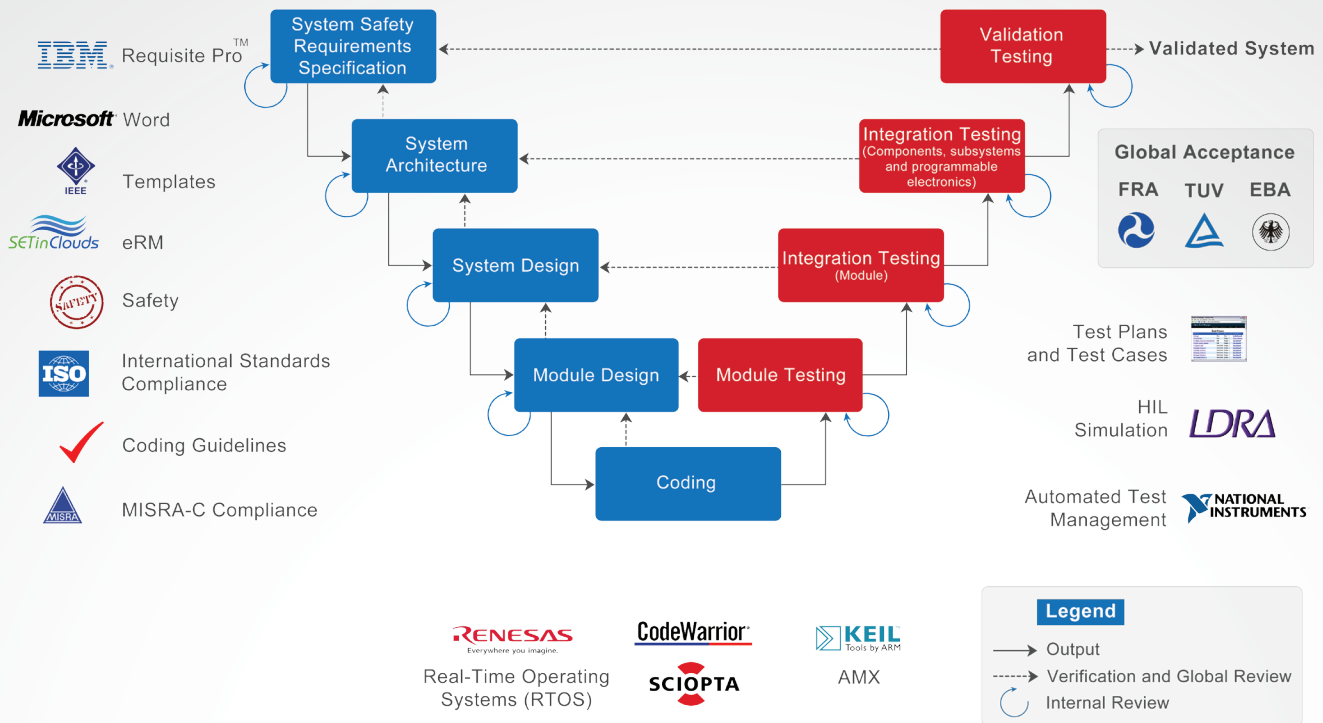 IBM®
Requisite Pro™
Microsoft Word
IEEE
Templates
SETinClouds eRM
SAFETY
Safety
ISO
International Standards
Compliance
Coding Guidelines
MISRA
MISRA-C Compliance
System Safety
Requirements
Specification
System
Architecture
System Design
Module Design
Coding
Module Testing
Integration Testing
(Module)
Integration Testing
(Components, subsystems
and programmable
electronics)
Validation
Testing
Validated System
Global Acceptance
FRA TUV EBA
Test Plans
and Test Cases
HIL
Simulation
LDRA
Automated Test
Management
NATIONAL
INSTRUMENTS
RENESAS
Everywhere you imagine.
Real-Time Operating
Systems (RTOS)
CodeWarrior
SCIOPTA
KEIL™
Tools by ARM
AMX
Legend
Output
Verification and Global Review
Internal Review